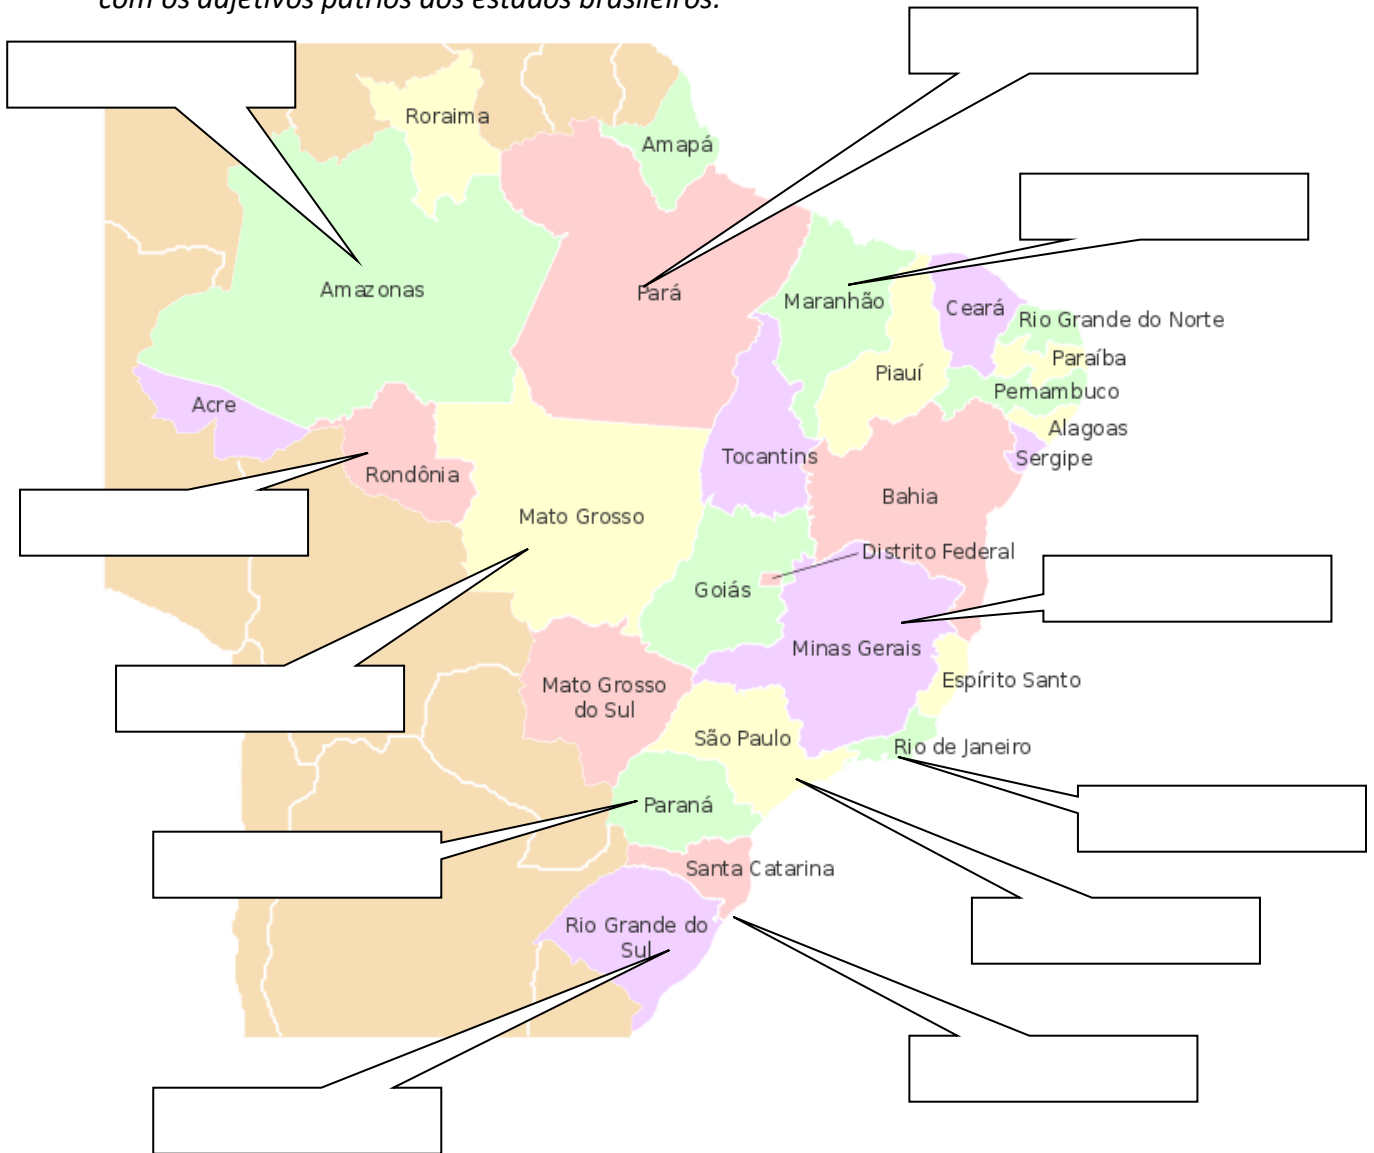 com os adjetivos pátrios dos estados brasileiros.
Roraima
Amapá
Amazonas
Pará
Maranhão
Ceará
Rio Grande do Norte
Paraíba
Piauí
Pernambuco
Acre
Alagoas
Tocantins
Sergipe
Rondônia
Bahia
Mato Grosso
Distrito Federal
Goiás
Minas Gerais
Espírito Santo
Mato Grosso
do Sul
São Paulo
Rio de Janeiro
Paraná
Santa Catarina
Rio Grande do
Sul